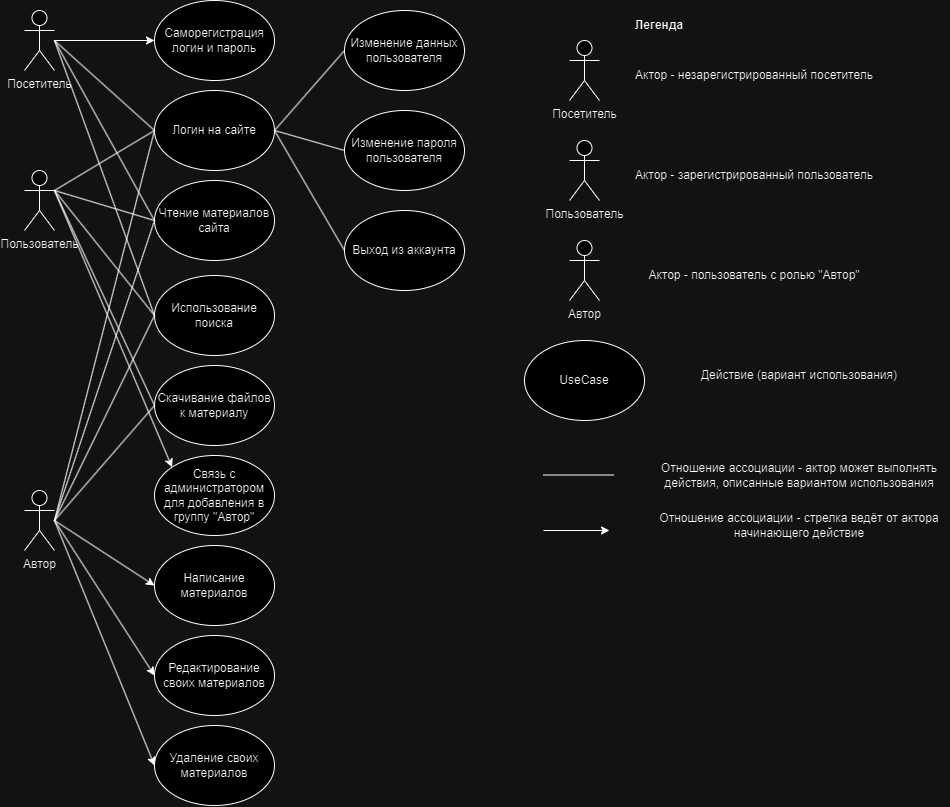 Посетитель
Пользователь
Автор
Саморегистрация
логин и пароль
Логин на сайте
Чтение материалов
сайта
Использование
поиска
Скачивание файлов
к материалу
Связь с
администратором
для добавления в
группу "Автор"
Написание
материалов
Редактирование
своих материалов
Удаление своих
материалов
Изменение данных
пользователя
Изменение пароля
пользователя
Выход из аккаунта
Легенда
Посетитель
Актор - незарегистрированный посетитель
Пользователь
Актор - зарегистрированный пользователь
Автор
Актор - пользователь с ролью "Автор"
UseCase
Действие (вариант использования)
Отношение ассоциации - актор может выполнять
действия, описанные вариантом использования
Отношение ассоциации - стрелка ведёт от актора
начинающего действие